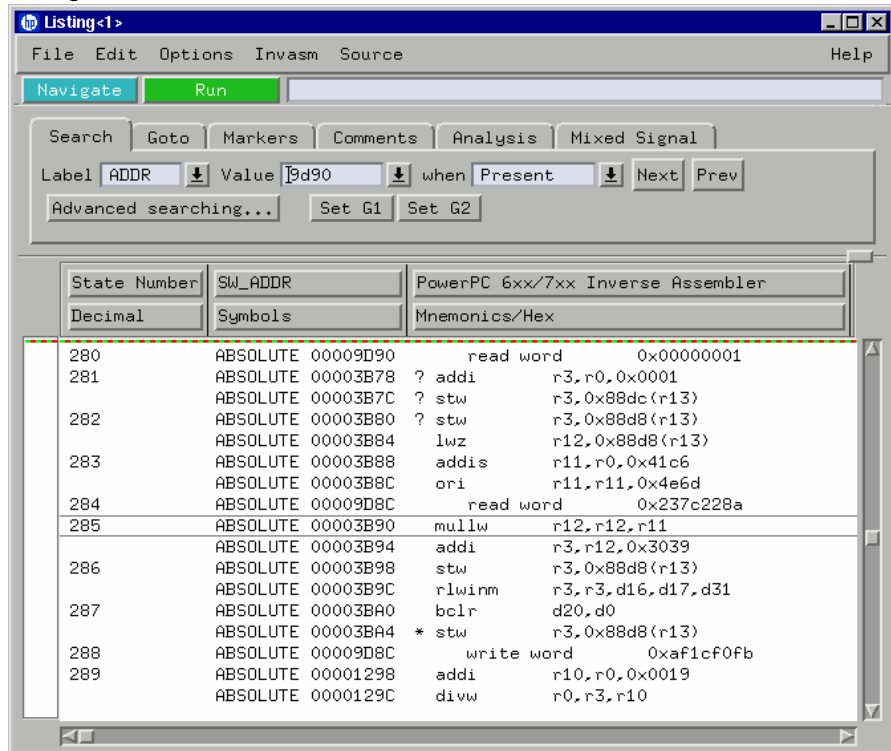 hp Listing<1>
File Edit Options Invasm Source Help
Navigate Run
Search Goto Markers Comments Analysis Mixed Signal
Label ADDR Value 9d90 when Present Next Prev
Advanced searching... Set G1 Set G2
State Number SW_ADDR PowerPC 6xx/7xx Inverse Assembler
Decimal Symbols Mnemonics/Hex
280 ABSOLUTE 00009D90 read word 0x00000001
281 ABSOLUTE 00003B78 ? addi r3,r0,0x0001
ABSOLUTE 00003B7C ? stw r3,0x88dc(r13)
282 ABSOLUTE 00003B80 ? stw r3,0x88d8(r13)
ABSOLUTE 00003B84 lwz r12,0x88d8(r13)
283 ABSOLUTE 00003B88 addis r11,r0,0x41c6
ABSOLUTE 00003B8C ori r11,r11,0x4e6d
284 ABSOLUTE 00009D8C read word 0x237c228a
285 ABSOLUTE 00003B90 mullw r12,r12,r11
ABSOLUTE 00003B94 addi r3,r12,0x3039
286 ABSOLUTE 00003B98 stw r3,0x88d8(r13)
ABSOLUTE 00003B9C rlwinm r3,r3,d16,d17,d31
287 ABSOLUTE 00003BA0 bclr d20,d0
ABSOLUTE 00003BA4 * stw r3,0x88d8(r13)
288 ABSOLUTE 00009D8C write word 0xaf1cf0fb
289 ABSOLUTE 00001298 addi r10,r0,0x0019
ABSOLUTE 0000129C divw r0,r3,r10